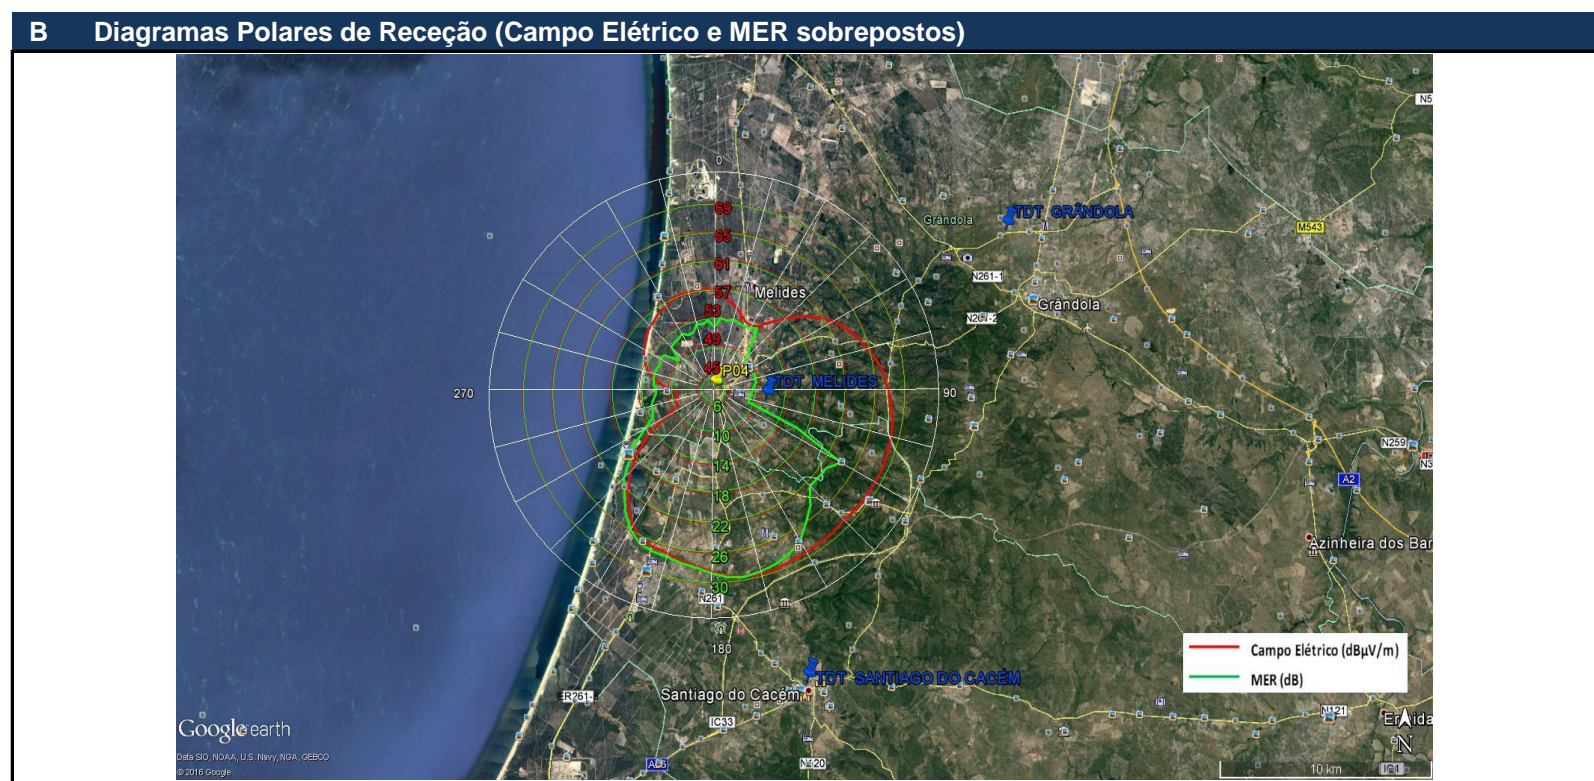 B Diagramas Polares de Receção (Campo Elétrico e MER sobrepostos)
N5
0
69
TDT GRÂNDOLA
Grândola
M543
65
61
N261-1
57
Melides
Grândola
53
49
45
P04
TDT MELIDES
270
90
6
10
N259
14
A2
18
22
26
Azinheira dos Bar
30
N261
180
Campo Elétrico (dBµV/m)
TDT SANTIAGO DO CACÉM
MER (dB)
Santiago do Cacém
IC33
N121
Google earth
N
Data SIO, NOAA, U.S. Navy, NGA, GEBCO
10 km
IC1
© 2016 Google